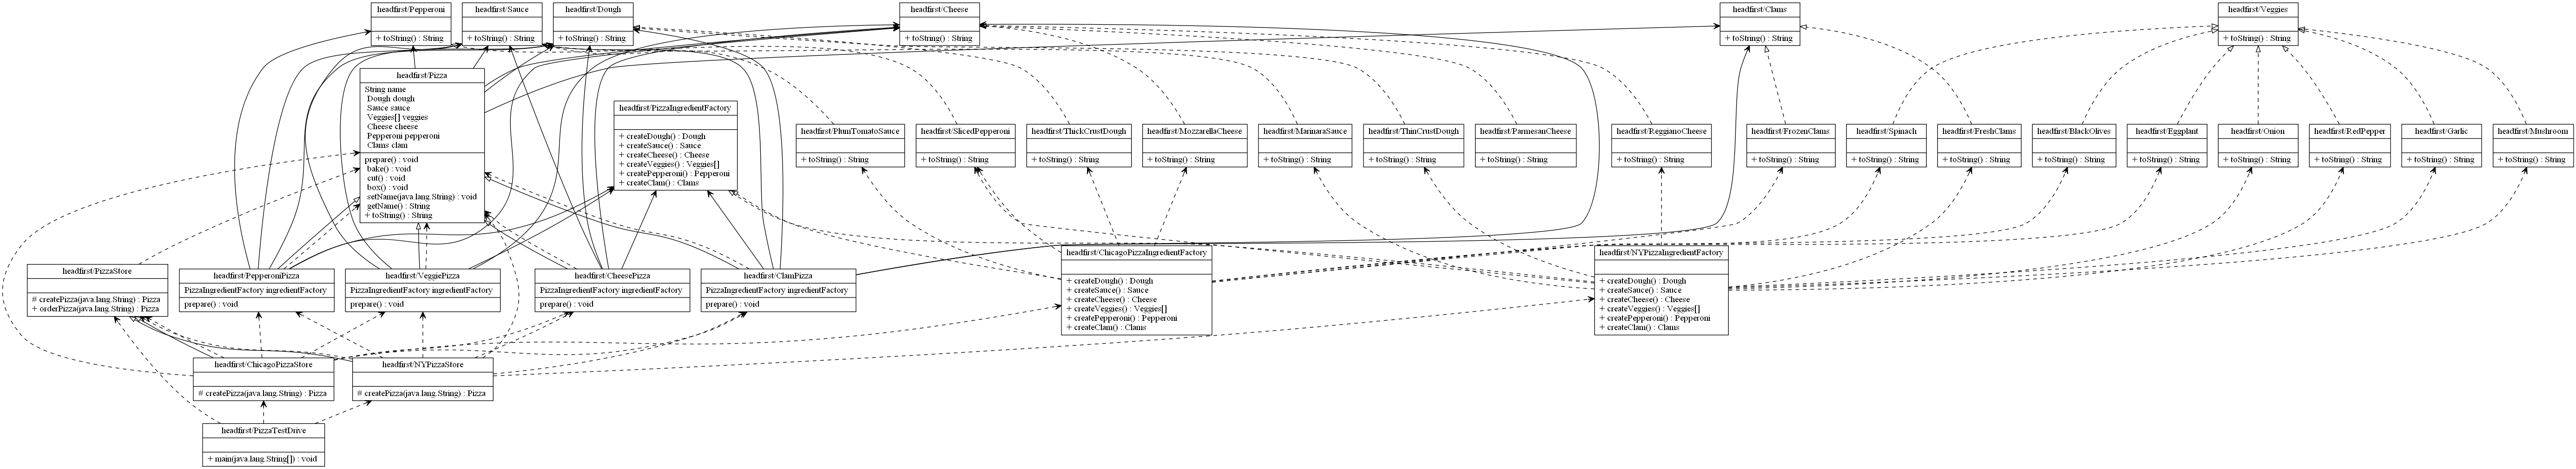 headfirst/Pepperoni
+ toString() : String
headfirst/Sauce
+ toString() : String
headfirst/Dough
+ toString() : String
headfirst/Cheese
+ toString() : String
headfirst/Clams
+ toString() : String
headfirst/Veggies
+ toString() : String
headfirst/Pizza
String name
Dough dough
Sauce sauce
Veggies[] veggies
Cheese cheese
Pepperoni pepperoni
Clams clam
prepare() : void
bake() : void
cut() : void
box() : void
setName(java.lang.String) : void
getName() : String
+ toString() : String
headfirst/PizzaIngredientFactory
+ createDough() : Dough
+ createSauce() : Sauce
+ createCheese() : Cheese
+ createVeggies() : Veggies[]
+ createPepperoni() : Pepperoni
+ createClam() : Clams
headfirst/PlumTomatoSauce
+ toString() : String
headfirst/SlicedPepperoni
+ toString() : String
headfirst/ThickCrustDough
+ toString() : String
headfirst/MozzarellaCheese
+ toString() : String
headfirst/MarinaraSauce
+ toString() : String
headfirst/ThinCrustDough
+ toString() : String
headfirst/ParmesanCheese
+ toString() : String
headfirst/ReggianoCheese
+ toString() : String
headfirst/FrozenClams
+ toString() : String
headfirst/Spinach
+ toString() : String
headfirst/FreshClams
+ toString() : String
headfirst/BlackOlives
+ toString() : String
headfirst/Eggplant
+ toString() : String
headfirst/Onion
+ toString() : String
headfirst/RedPepper
+ toString() : String
headfirst/Garlic
+ toString() : String
headfirst/Mushroom
+ toString() : String
headfirst/PizzaStore
# createPizza(java.lang.String) : Pizza
+ orderPizza(java.lang.String) : Pizza
headfirst/PepperoniPizza
PizzaIngredientFactory ingredientFactory
prepare() : void
headfirst/VeggiePizza
PizzaIngredientFactory ingredientFactory
prepare() : void
headfirst/CheesePizza
PizzaIngredientFactory ingredientFactory
prepare() : void
headfirst/ClamPizza
PizzaIngredientFactory ingredientFactory
prepare() : void
headfirst/ChicagoPizzaIngredientFactory
+ createDough() : Dough
+ createSauce() : Sauce
+ createCheese() : Cheese
+ createVeggies() : Veggies[]
+ createPepperoni() : Pepperoni
+ createClam() : Clams
headfirst/NYPizzaIngredientFactory
+ createDough() : Dough
+ createSauce() : Sauce
+ createCheese() : Cheese
+ createVeggies() : Veggies[]
+ createPepperoni() : Pepperoni
+ createClam() : Clams
headfirst/ChicagoPizzaStore
# createPizza(java.lang.String) : Pizza
headfirst/NYPizzaStore
# createPizza(java.lang.String) : Pizza
headfirst/PizzaTestDrive
+ main(java.lang.String[]) : void